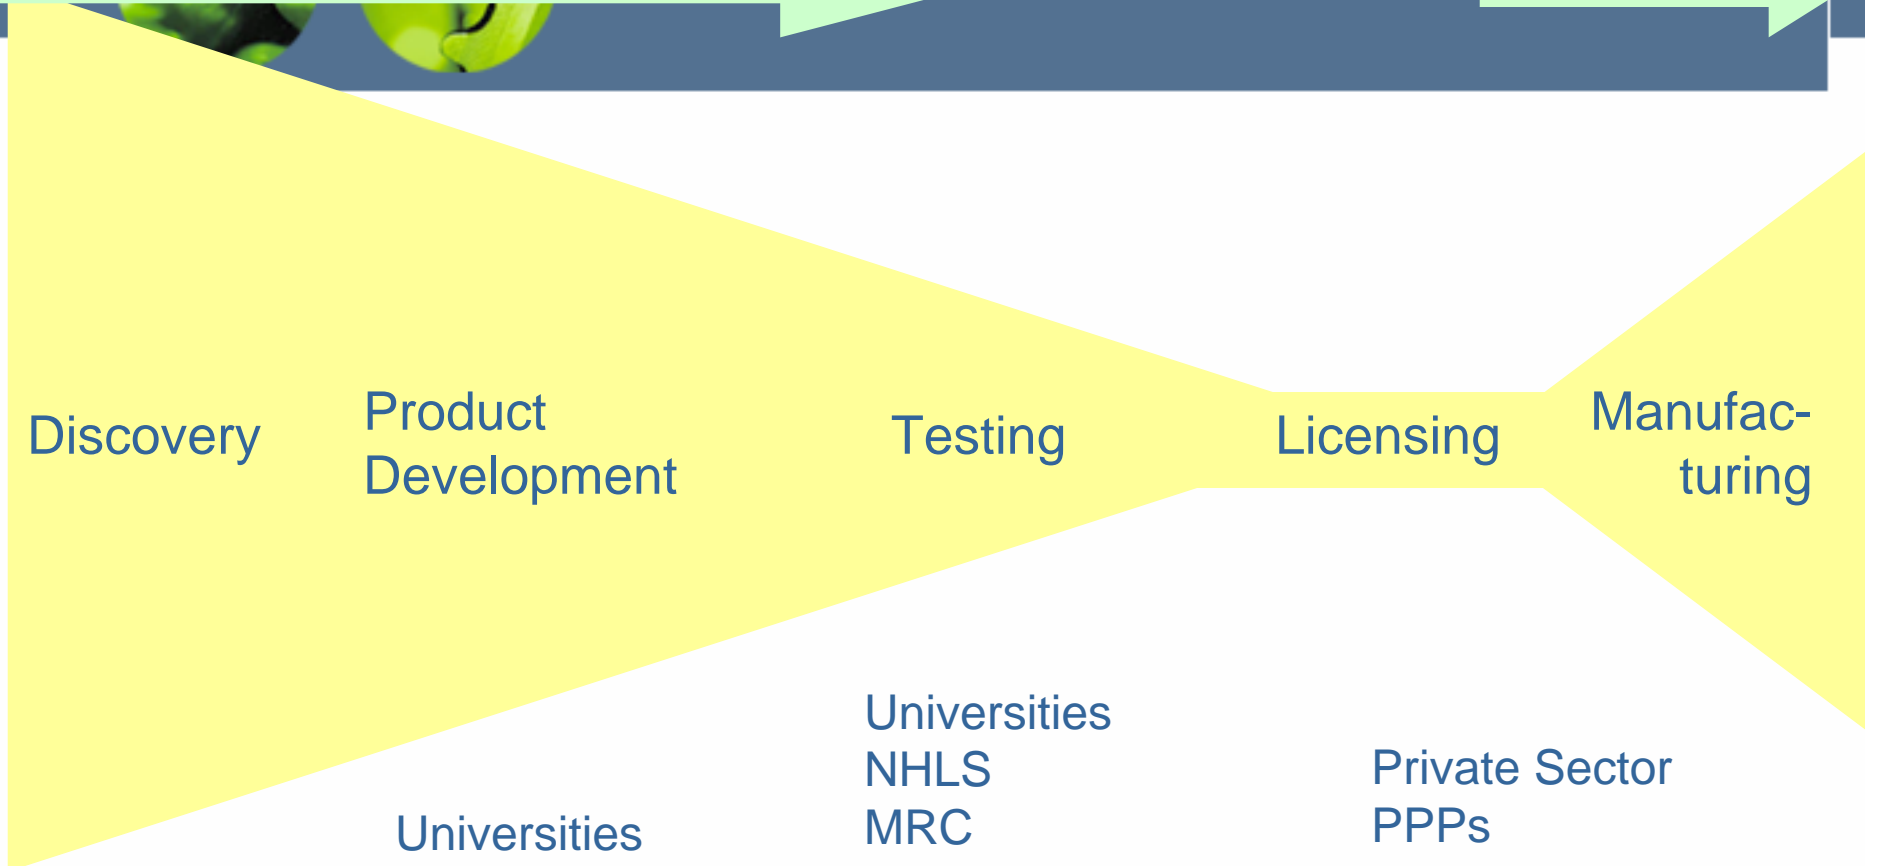 Discovery
Product
Development
Testing
Licensing
Manufac-
turing
Universities
Universities
NHLS
MRC
Private Sector
PPPs